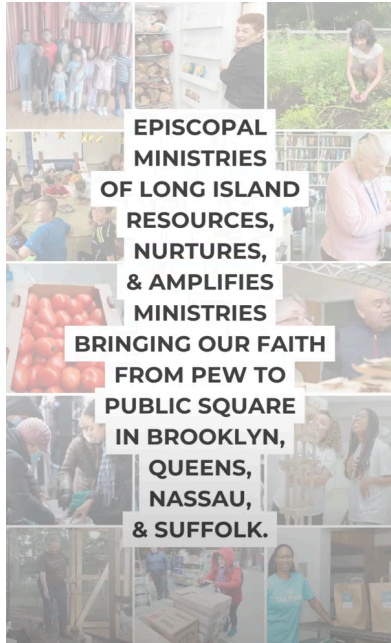 EPISCOPAL
MINISTRIES
OF LONG ISLAND
RESOURCES,
NURTURES,
& AMPLIFIES
MINISTRIES
BRINGING OUR FAITH
FROM PEW TO
PUBLIC SQUARE
IN BROOKLYN,
QUEENS,
NASSAU,
& SUFFOLK.